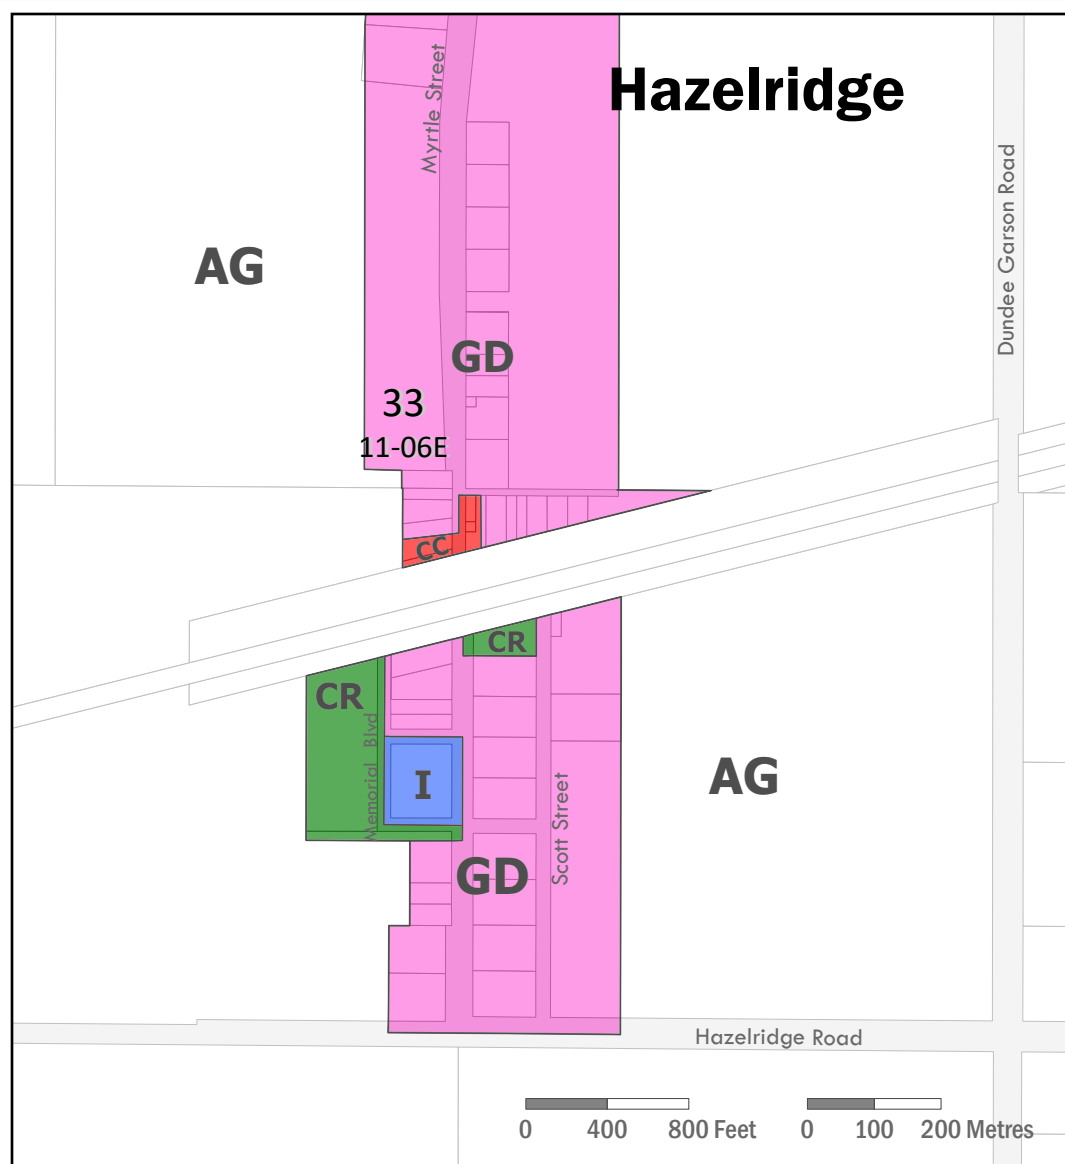 Hazelridge
Myrtle Street
Dundee Garson Road
AG
GD
33
11-06E
CC
CR
CR
Memorial Blvd
I
AG
Scott Street
GD
Hazelridge Road
0 400 800 Feet 0 100 200 Metres